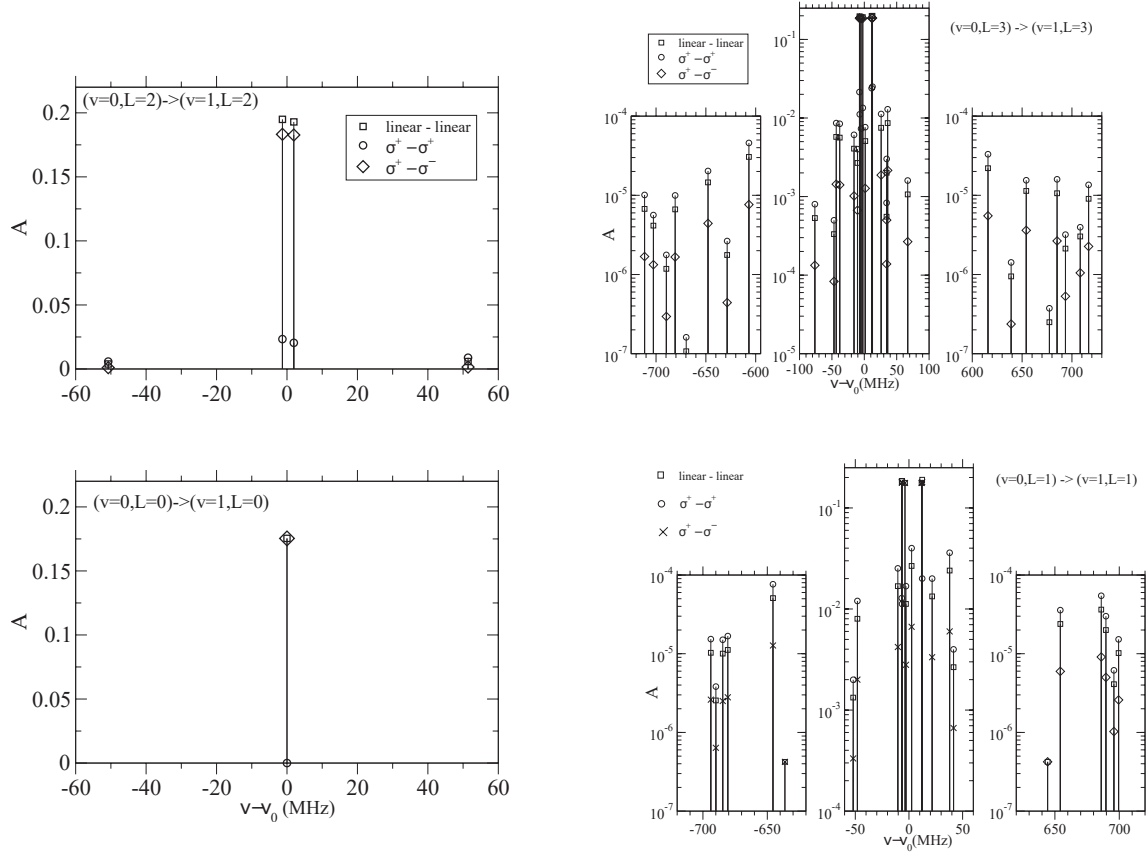 (v=0,L=2)->(v=1,L=2)
linear - linear
σ+ − σ+
σ+ − σ−
A
0.2
0.15
0.1
0.05
0
-60 -40 -20 0 20 40 60
linear - linear
σ+ − σ+
σ+ − σ−
(v=0,L=3) -> (v=1,L=3)
A
10-4
10-5
10-6
10-7
-700 -650 -600
10-1
10-2
10-3
10-4
10-5
-100 -50 0 50 100
ν−ν0(MHz)
10-4
10-5
10-6
10-7
600 650 700
(v=0,L=0)->(v=1,L=0)
A
0.2
0.15
0.1
0.05
0
-60 -40 -20 0 20 40 60
ν−ν0 (MHz)
linear - linear
σ+ − σ+
σ+ − σ−
(v=0,L=1) -> (v=1,L=1)
A
10-4
10-5
10-6
10-7
-700 -650
10-1
10-2
10-3
10-4
-50 0 50
ν−ν0(MHz)
10-4
10-5
10-6
10-7
650 700